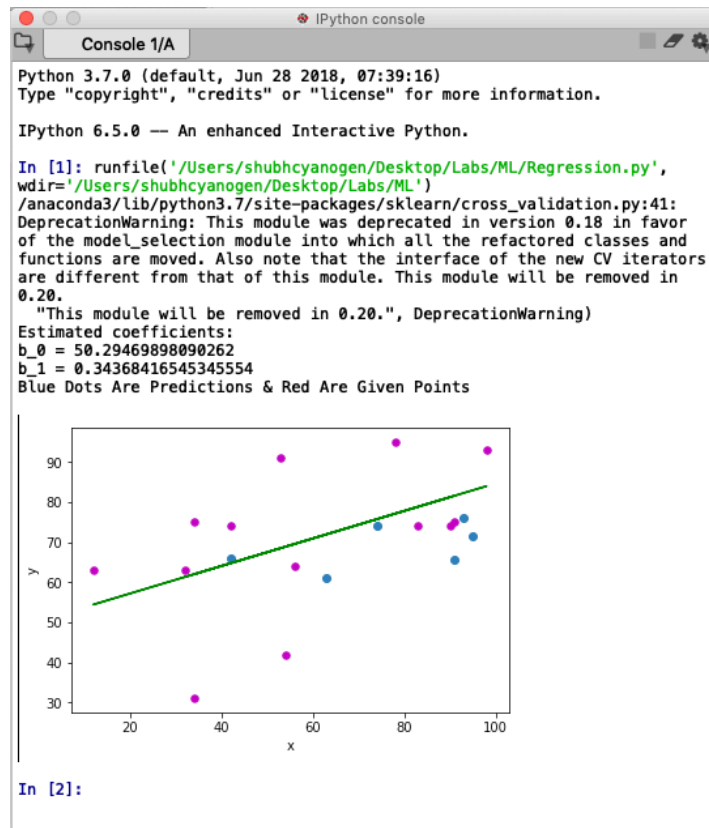 IPython console
Console 1/A
Python 3.7.0 (default, Jun 28 2018, 07:39:16)
Type "copyright", "credits" or "license" for more information.
IPython 6.5.0 -- An enhanced Interactive Python.
In [1]: runfile('/Users/shubhcyanogen/Desktop/Labs/ML/Regression.py',
wdir='/Users/shubhcyanogen/Desktop/Labs/ML')
/anaconda3/lib/python3.7/site-packages/sklearn/cross_validation.py:41:
DeprecationWarning: This module was deprecated in version 0.18 in favor
of the model_selection module into which all the refactored classes and
functions are moved. Also note that the interface of the new CV iterators
are different from that of this module. This module will be removed in
0.20.
"This module will be removed in 0.20.", DeprecationWarning)
Estimated coefficients:
b_0 = 50.29469898090262
b_1 = 0.34368416545345554
Blue Dots Are Predictions & Red Are Given Points
90
80
70
60
50
40
30
y
20 40 60 80 100
x
In [2]: